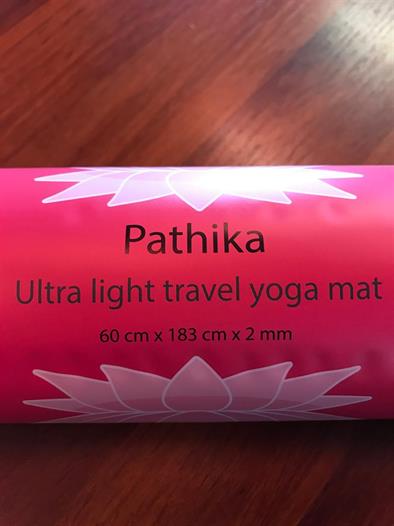 Pathika
Ultra light travel yoga mat
60 cm x 183 cm x 2 mm